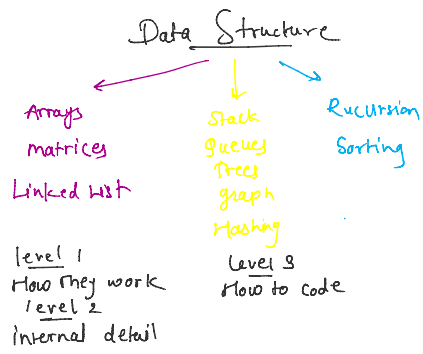 Data Structure
Arrays
Matrices
Linked List
Stack
Queues
Trees
graph
Hashing
Rucursion
Sorting
level 1
How They work
level 2
internal detail
Level 3
How to code